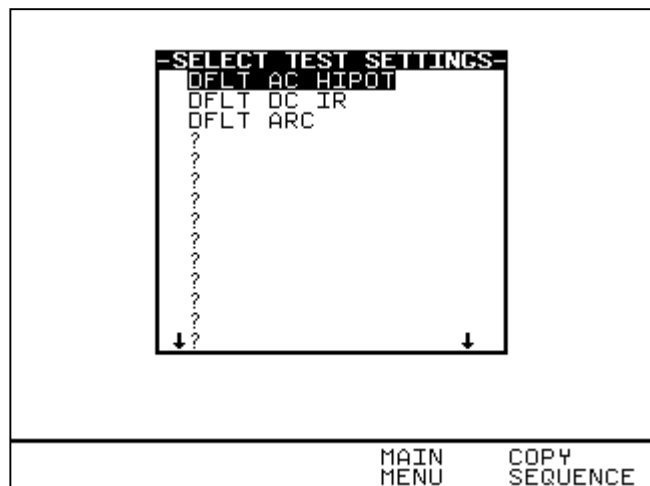 -SELECT TEST SETTINGS-
DFLT AC HIPOT
DFLT DC IR
DFLT ARC
?
?
?
?
?
?
?
?
?
?
↓?    ↓
MAIN MENU
COPY SEQUENCE